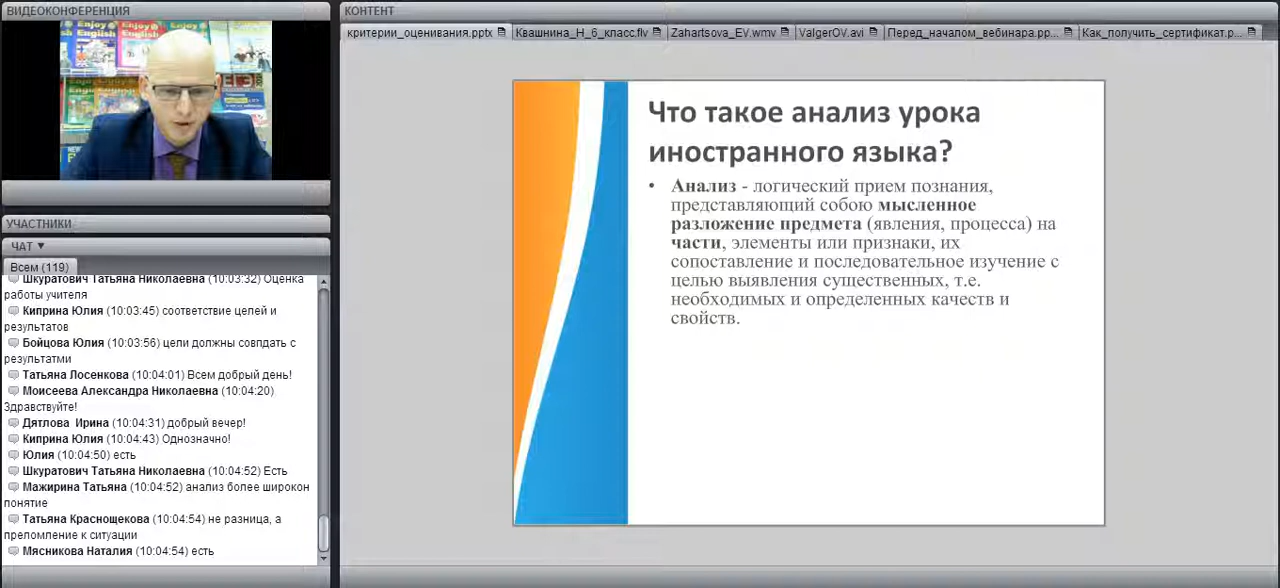 ВИДЕОКОНФЕРЕНЦИЯ
Enjoy English
Enjoy English
Enjoy English
ЕГЭ
УЧАСТНИКИ
ЧАТ ▼
Всем (119)
Шкуратович Татьяна Николаевна (10:03:32) Оценка
работы учителя
Киприна Юлия (10:03:45) соответствие целей и
результатов
Бойцова Юлия (10:03:56) цели должны совпдать с
результатми
Татьяна Лосенкова (10:04:01) Всем добрый день!
Моисеева Александра Николаевна (10:04:20)
Здравствуйте!
Дятлова Ирина (10:04:31) добрый вечер!
Киприна Юлия (10:04:43) Однозначно!
Юлия (10:04:50) есть
Шкуратович Татьяна Николаевна (10:04:52) Есть
Мажирина Татьяна (10:04:52) анализ более широкон
понятие
Татьяна Краснощекова (10:04:54) не разница, а
преломление к ситуации
Мясникова Наталия (10:04:54) есть
КОНТЕНТ
критерии_оценивания.pptx Квашнина_Н_6_класс.flv Zahartsova_EV.wmv ValgerOV.avi Перед_началом_вебинара.pp... Как_получить_сертификат.p...
Что такое анализ урока
иностранного языка?
• Анализ - логический прием познания,
представляющий собою мысленное
разложение предмета (явления, процесса) на
части, элементы или признаки, их
сопоставление и последовательное изучение с
целью выявления существенных, т.е.
необходимых и определенных качеств и
свойств.